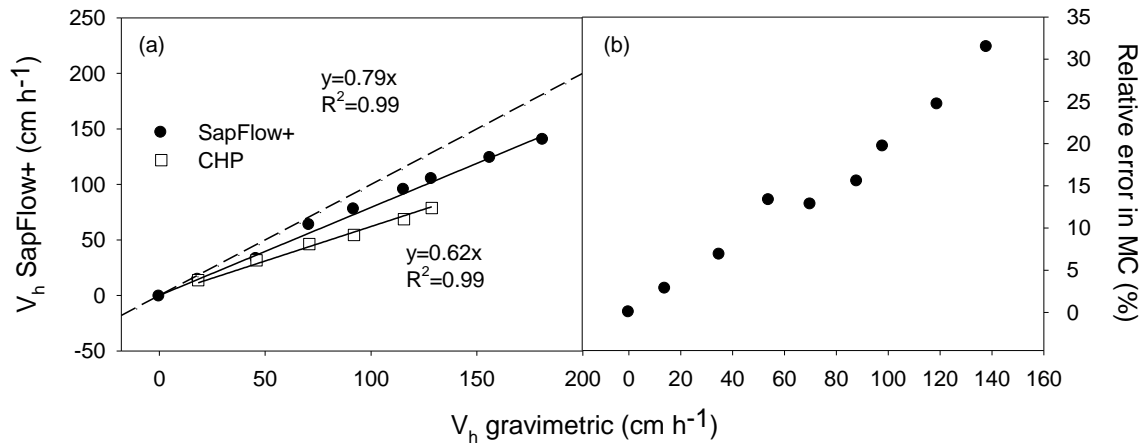 (a)
(b)
250
200
150
100
50
0
-50
V_h SapFlow+ (cm h^-1)
y=0.79x
R^2=0.99
SapFlow+
CHP
y=0.62x
R^2=0.99
0 50 100 150 200
35
30
25
20
15
10
5
0
Relative error in MC (%)
0 20 40 60 80 100 120 140 160
V_h gravimetric (cm h^-1)